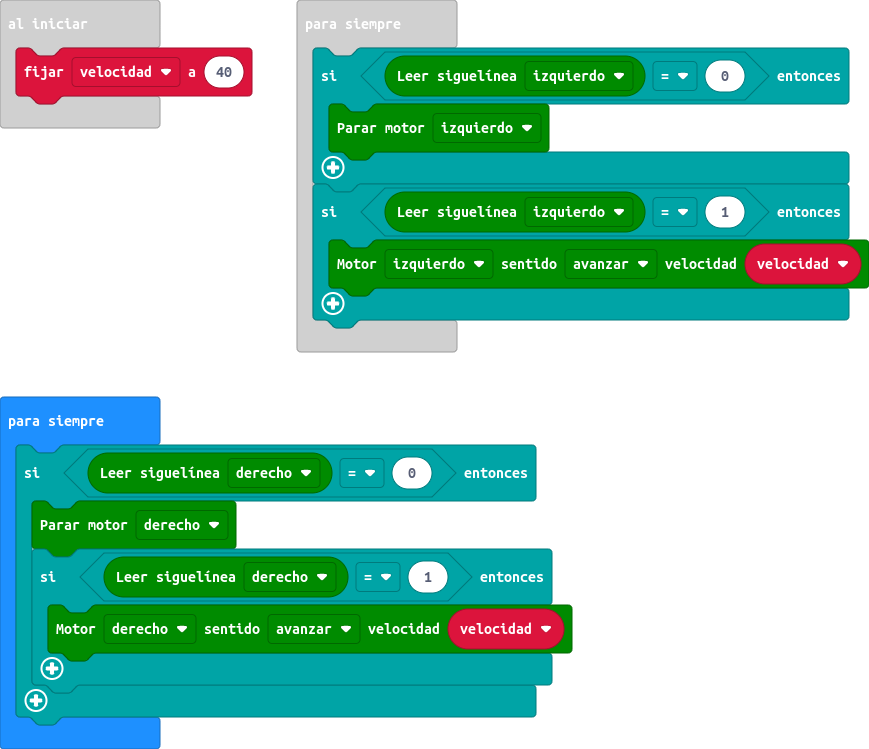 al iniciar
fijar velocidad a 40
para siempre
si Leer siguelínea izquierdo = 0 entonces
Parar motor izquierdo
si Leer siguelínea izquierdo = 1 entonces
Motor izquierdo sentido avanzar velocidad velocidad
para siempre
si Leer siguelínea derecho = 0 entonces
Parar motor derecho
si Leer siguelínea derecho = 1 entonces
Motor derecho sentido avanzar velocidad velocidad